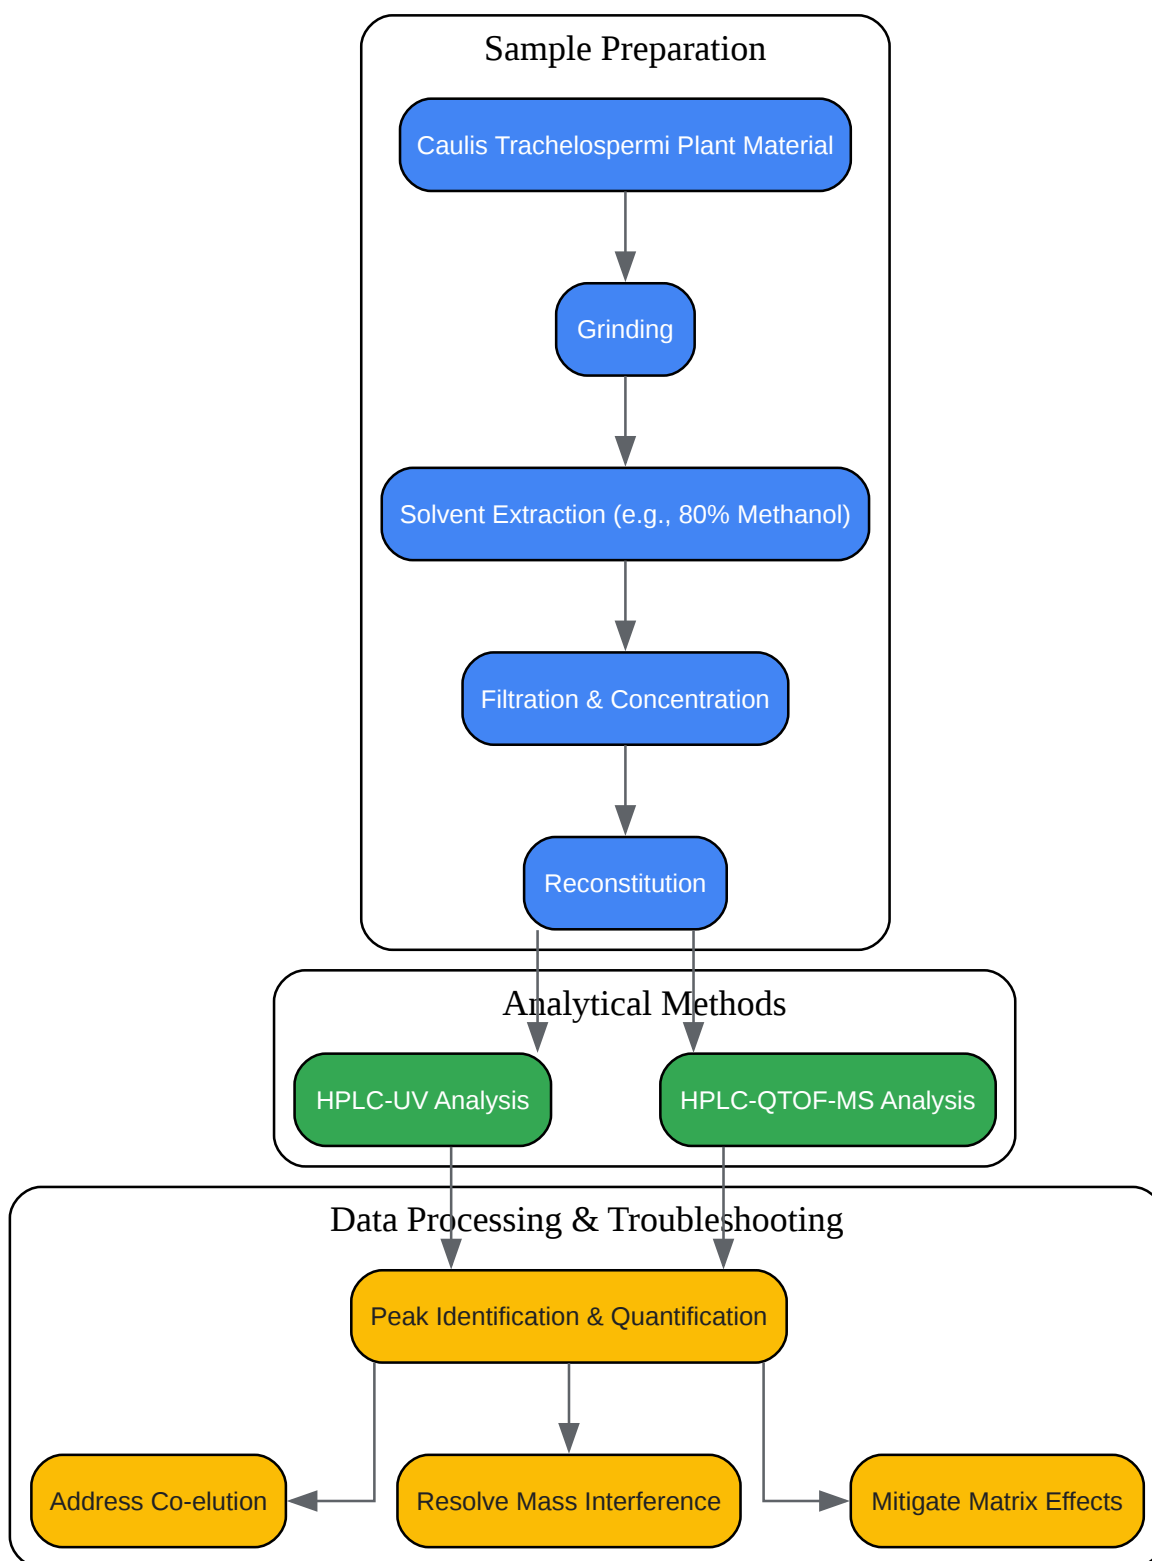 Sample Preparation
Caulis Trachelospermi Plant Material
Grinding
Solvent Extraction (e.g., 80% Methanol)
Filtration & Concentration
Reconstitution
Analytical Methods
HPLC-UV Analysis
HPLC-QTOF-MS Analysis
Data Processing & Troubleshooting
Peak Identification & Quantification
Address Co-elution
Resolve Mass Interference
Mitigate Matrix Effects